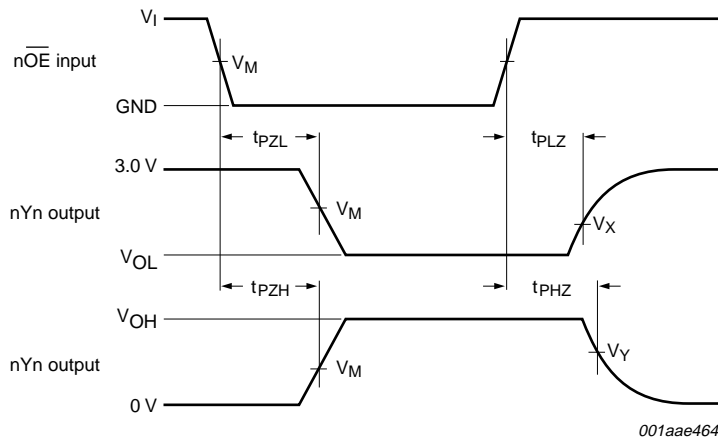 V_I
nO̅E̅ input
V_M
GND
t_PZL
t_PLZ
3.0 V
nYn output
V_M
V_X
V_OL
t_PZH
t_PHZ
V_OH
nYn output
V_M
V_Y
0 V
001aae464